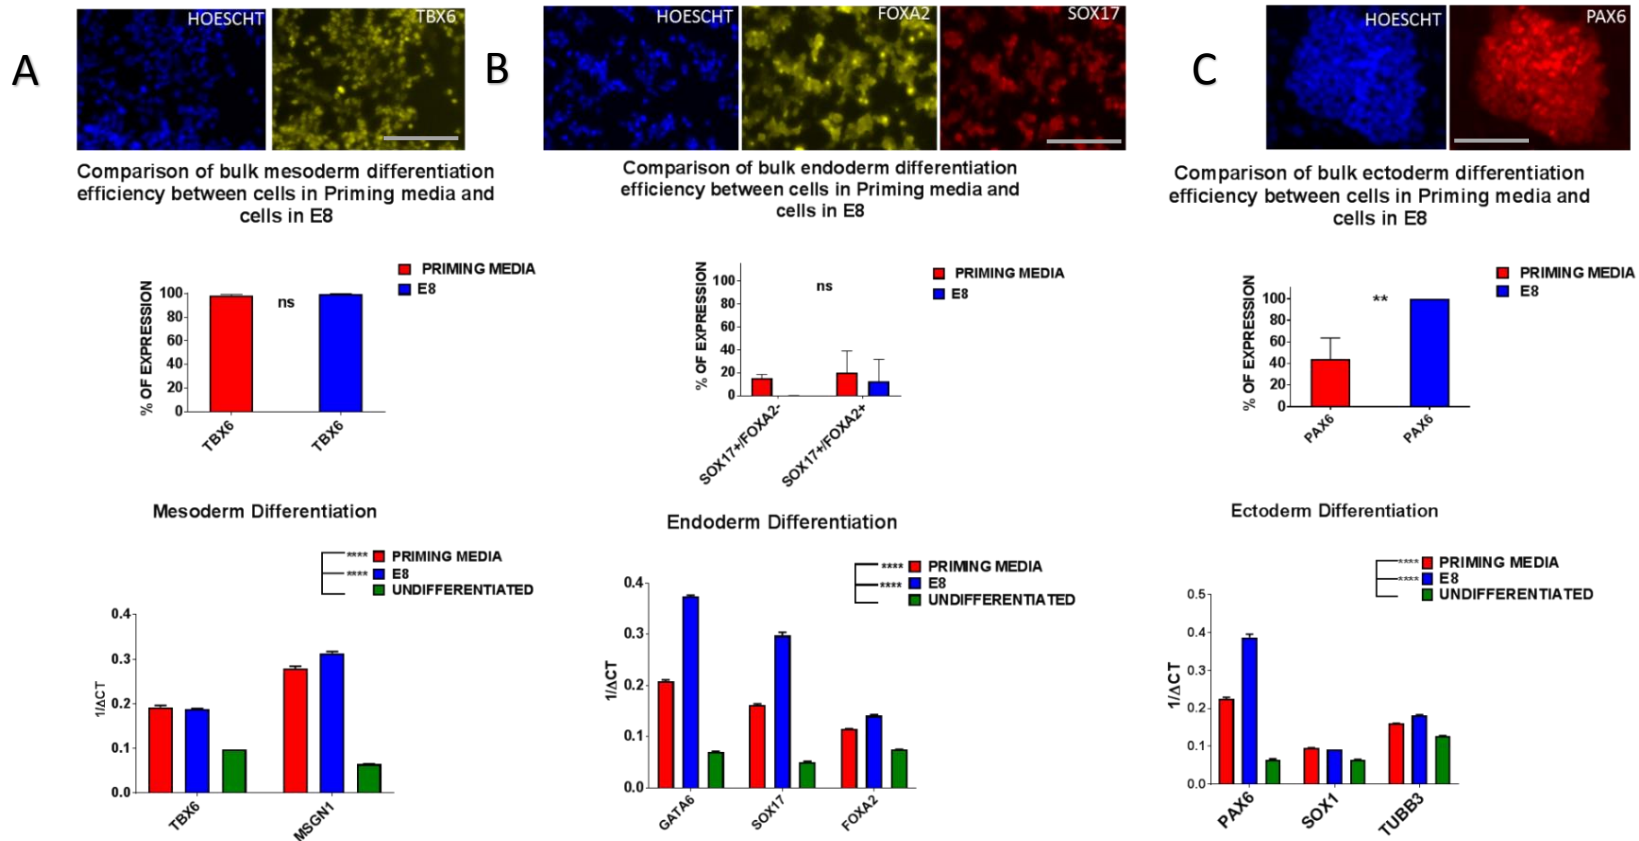 A
HOESCHT
TBX6
Comparison of bulk mesoderm differentiation
efficiency between cells in Priming media and
cells in E8
PRIMING MEDIA
E8
% OF EXPRESSION
100
80
60
40
20
0
ns
TBX6
TBX6
Mesoderm Differentiation
**** PRIMING MEDIA
**** E8
UNDIFFERENTIATED
1/ΔCT
0.4
0.3
0.2
0.1
0.0
TBX6
MSGN1
B
HOESCHT
FOXA2
SOX17
Comparison of bulk endoderm differentiation
efficiency between cells in Priming media and
cells in E8
PRIMING MEDIA
E8
% OF EXPRESSION
100
80
60
40
20
0
ns
SOX17+/FOXA2-
SOX17+/FOXA2+
Endoderm Differentiation
**** PRIMING MEDIA
**** E8
UNDIFFERENTIATED
1/ΔCT
0.4
0.3
0.2
0.1
0.0
GATA6
SOX17
FOXA2
C
HOESCHT
PAX6
Comparison of bulk ectoderm differentiation
efficiency between cells in Priming media and
cells in E8
PRIMING MEDIA
E8
% OF EXPRESSION
100
80
60
40
20
0
**
PAX6
PAX6
Ectoderm Differentiation
**** PRIMING MEDIA
**** E8
UNDIFFERENTIATED
1/ΔCT
0.5
0.4
0.3
0.2
0.1
0.0
PAX6
SOX1
TUBB3